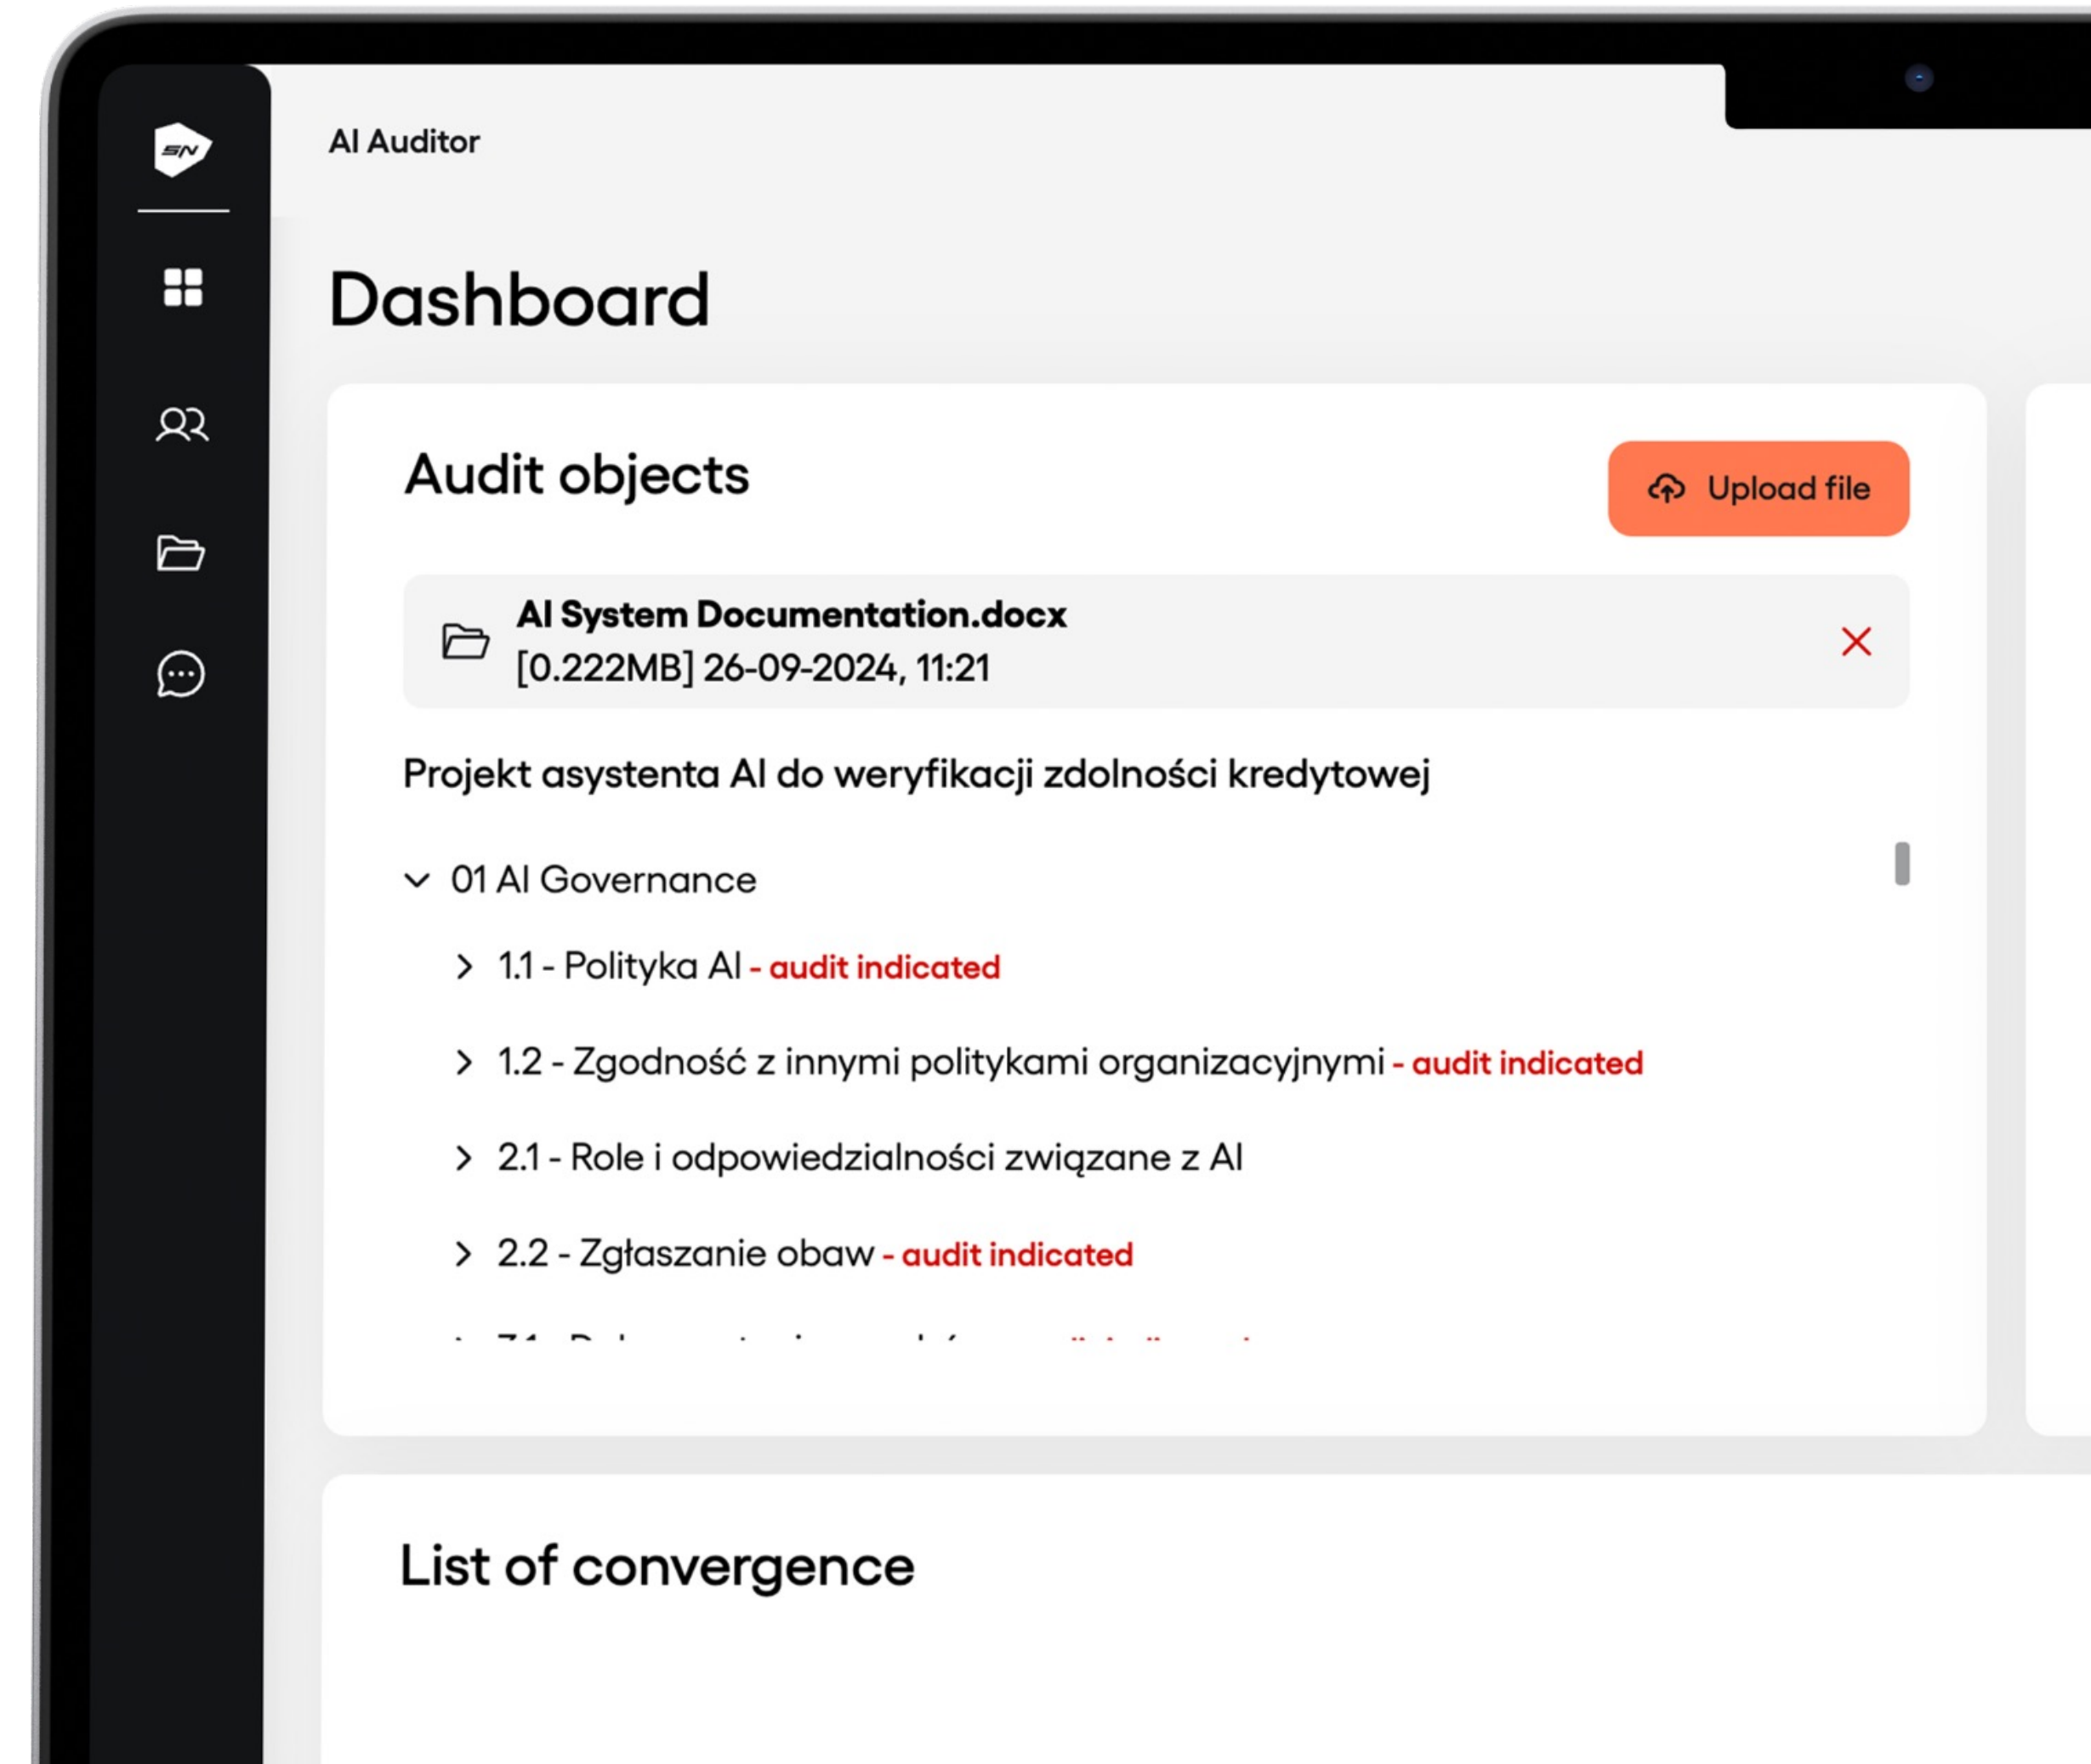 SN
AI Auditor
Dashboard
Audit objects
Upload file
AI System Documentation.docx
[0.222MB] 26-09-2024, 11:21
Projekt asystenta AI do weryfikacji zdolności kredytowej
01 AI Governance
1.1 - Polityka AI - audit indicated
1.2 - Zgodność z innymi politykami organizacyjnymi - audit indicated
2.1 - Role i odpowiedzialności związane z AI
2.2 - Zgłaszanie obaw - audit indicated
List of convergence